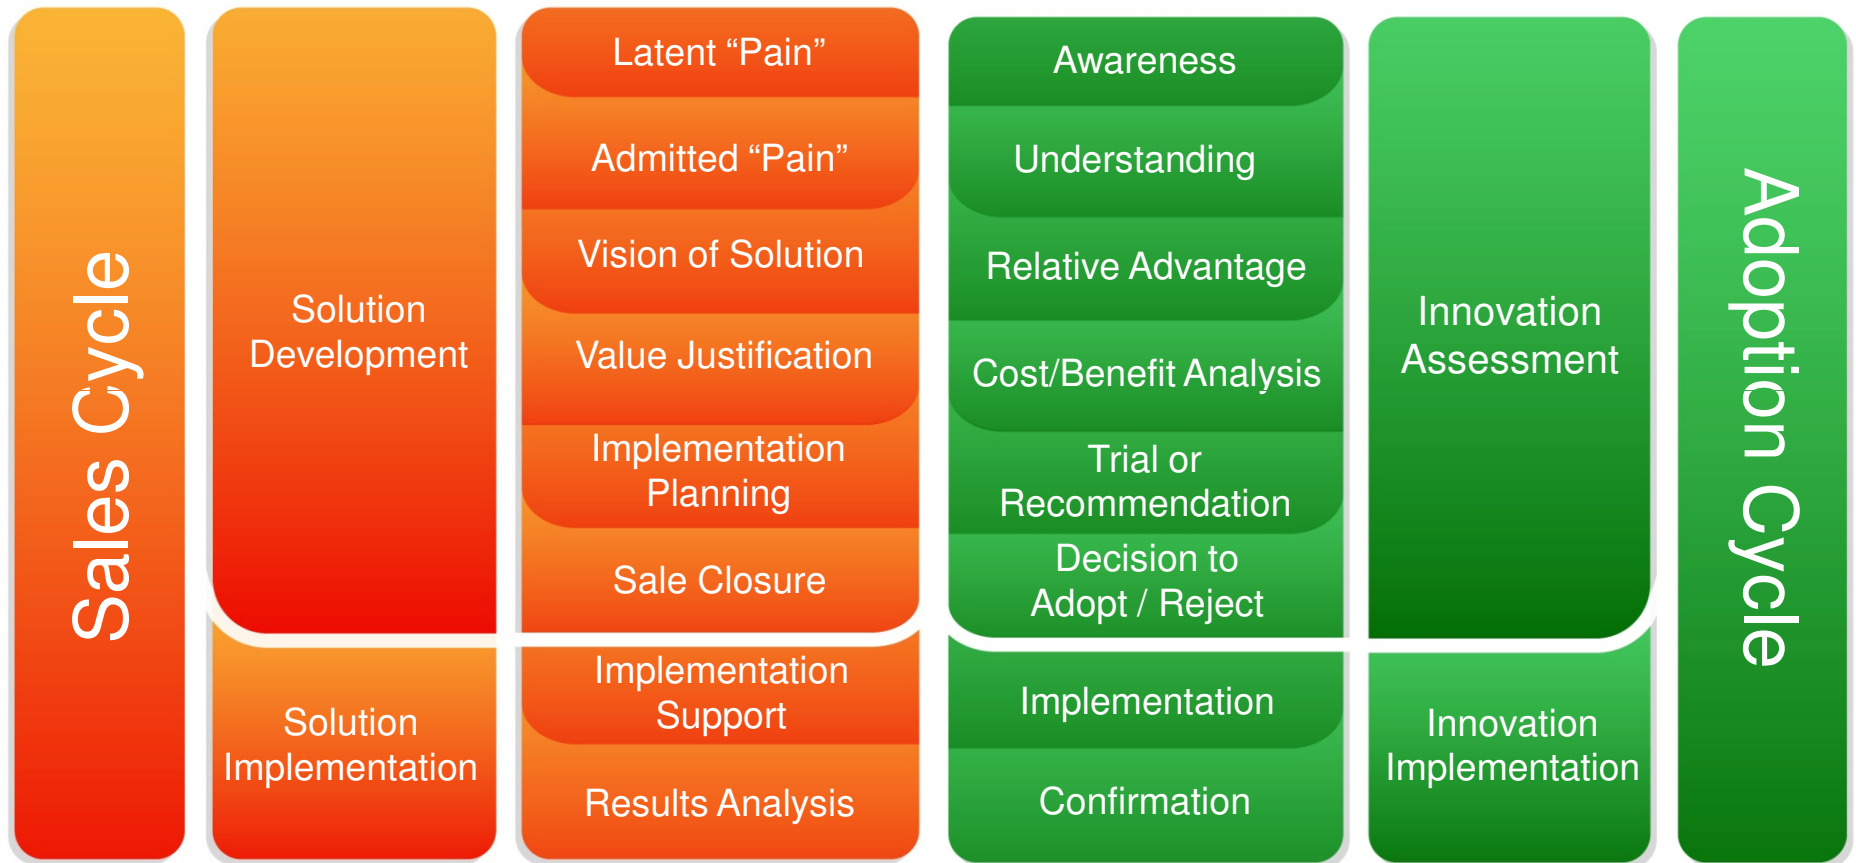 Sales Cycle
Solution
Development
Solution
Implementation
Latent “Pain”
Admitted “Pain”
Vision of Solution
Value Justification
Implementation
Planning
Sale Closure
Implementation
Support
Results Analysis
Awareness
Understanding
Relative Advantage
Cost/Benefit Analysis
Trial or
Recommendation
Decision to
Adopt / Reject
Implementation
Confirmation
Innovation
Assessment
Innovation
Implementation
Adoption Cycle